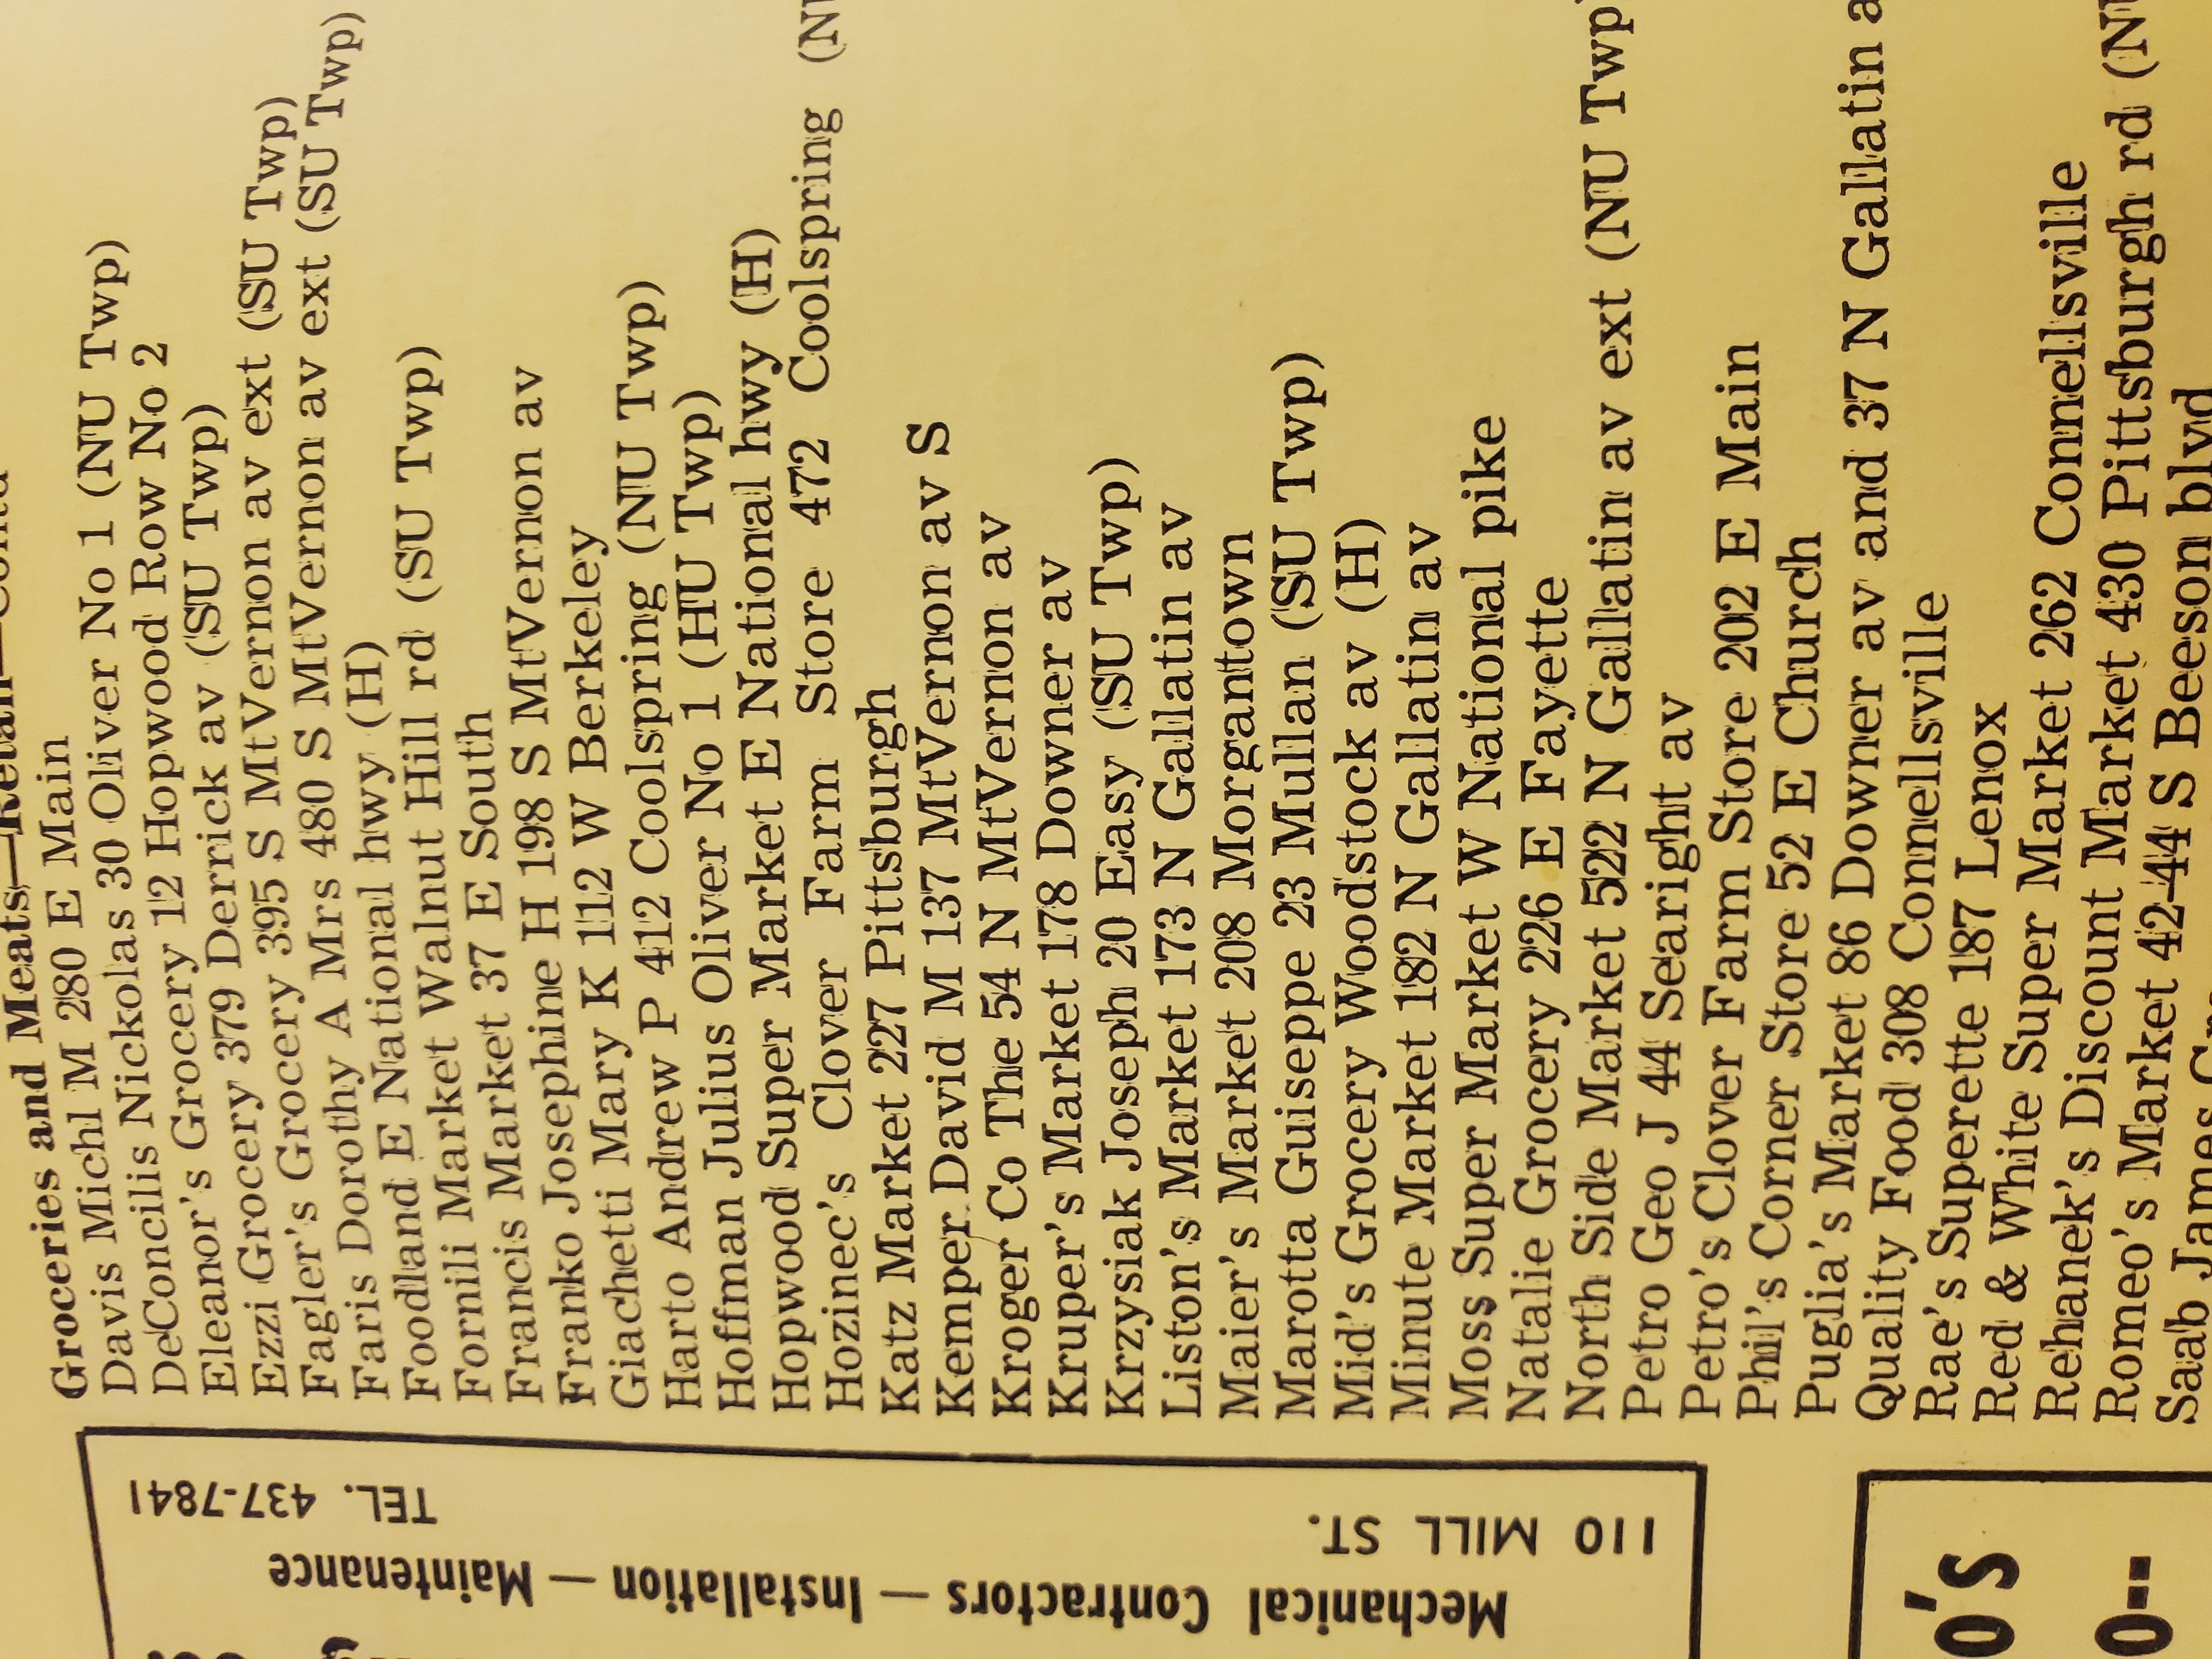 Groceries and Meats—Retail—Contd
Davis Michl M 280 E Main
DeConcilis Nickolas 30 Oliver No 1 (NU Twp)
Eleanor's Grocery 12 Hopwood Row No 2
Ezzi Grocery 379 Derrick av (SU Twp)
Fagler's Grocery 395 S MtVernon av ext (SU Twp)
Faris Dorothy A Mrs 480 S MtVernon av ext (SU Twp)
Foodland E National hwy (H)
Fornili Market Walnut Hill rd (SU Twp)
Francis Market 37 E South
Franko Josephine H 198 S MtVernon av
Giachetti Mary K 112 W Berkeley
Harto Andrew P 412 Coolspring (NU Twp)
Hoffman Julius Oliver No 1 (HU Twp)
Hopwood Super Market E National hwy (H)
Hozinec's Clover Farm Store 472 Coolspring (NU
Katz Market 227 Pittsburgh
Kemper David M 137 MtVernon av S
Kroger Co The 54 N MtVernon av
Kruper's Market 178 Downer av
Krzysiak Joseph 20 Easy (SU Twp)
Liston's Market 173 N Gallatin av
Maier's Market 208 Morgantown
Marotta Guiseppe 23 Mullan (SU Twp)
Mid's Grocery Woodstock av (H)
Minute Market 182 N Gallatin av
Moss Super Market W National pike
Natalie Grocery 226 E Fayette
North Side Market 522 N Gallatin av ext (NU Twp)
Petro Geo J 44 Searight av
Petro's Clover Farm Store 202 E Main
Phil's Corner Store 52 E Church
Puglia's Market 86 Downer av and 37 N Gallatin a
Quality Food 308 Connellsville
Rae's Superette 187 Lenox
Red & White Super Market 262 Connellsville
Rehanek's Discount Market 430 Pittsburgh rd (NU
Romeo's Market 42-44 S Beeson blvd
Saab James
Mechanical Contractors — Installation — Maintenance
110 MILL ST. TEL. 437-7841
O's
O--